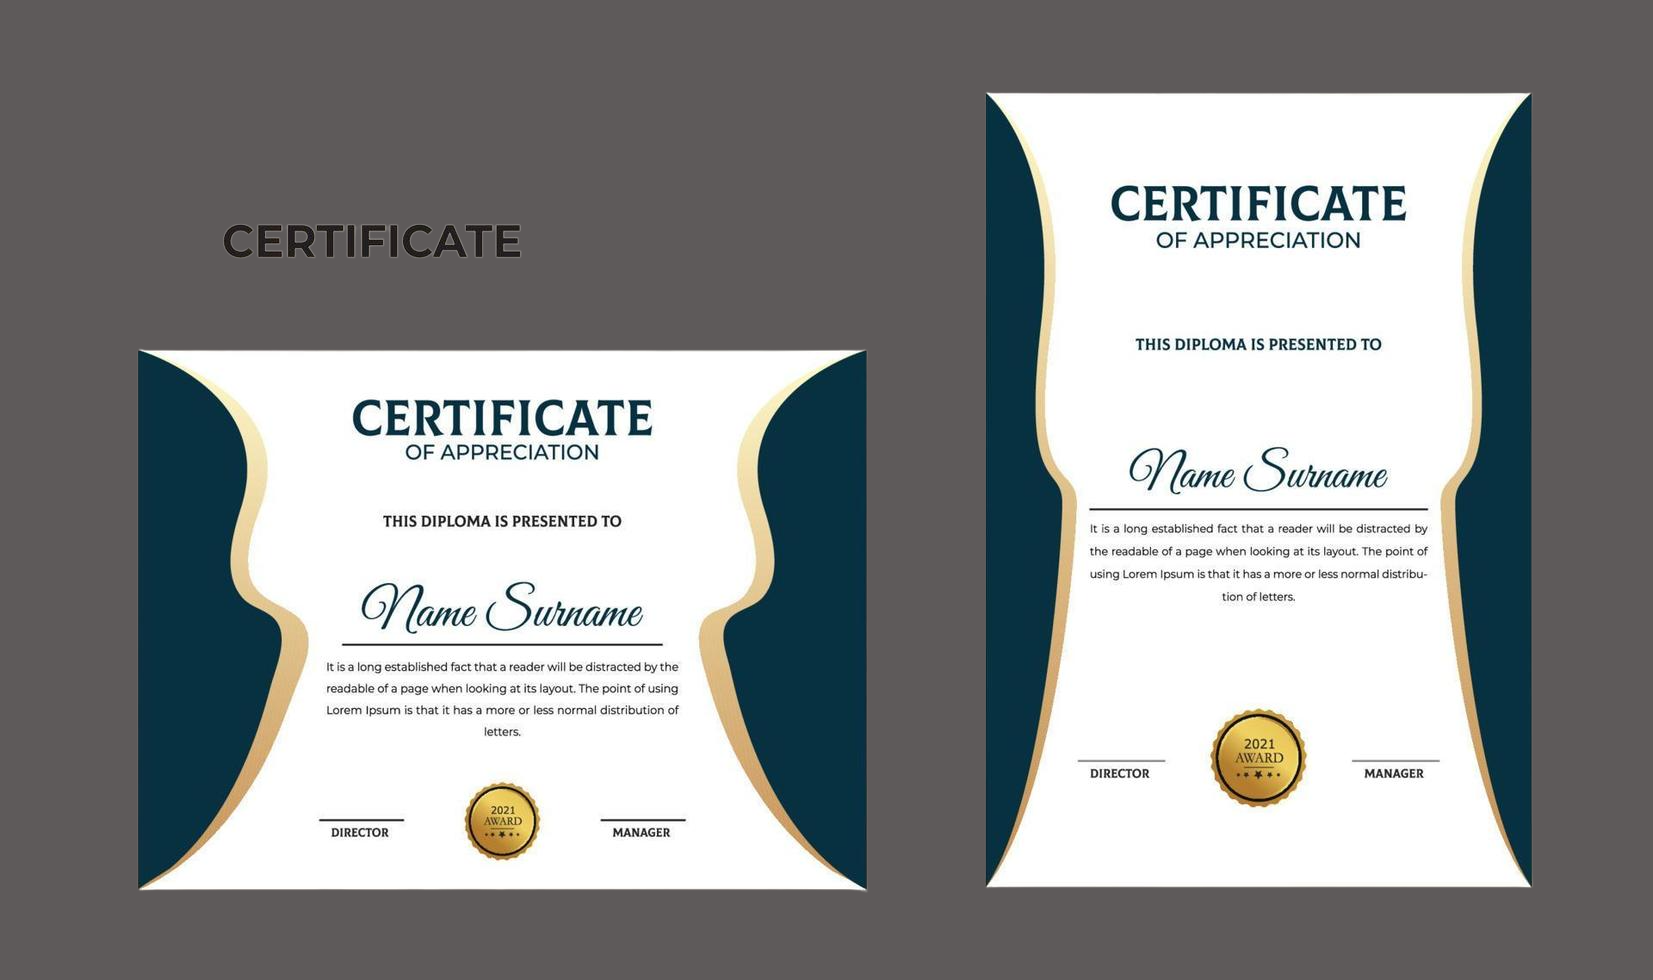 CERTIFICATE
CERTIFICATE
OF APPRECIATION
THIS DIPLOMA IS PRESENTED TO
Name Surname
It is a long established fact that a reader will be distracted by the
readable of a page when looking at its layout. The point of using
Lorem Ipsum is that it has a more or less normal distribution of
letters.
2021
AWARD
DIRECTOR
MANAGER
CERTIFICATE
OF APPRECIATION
THIS DIPLOMA IS PRESENTED TO
Name Surname
It is a long established fact that a reader will be distracted by
the readable of a page when looking at its layout. The point of
using Lorem Ipsum is that it has a more or less normal distribu-
tion of letters.
2021
AWARD
DIRECTOR
MANAGER